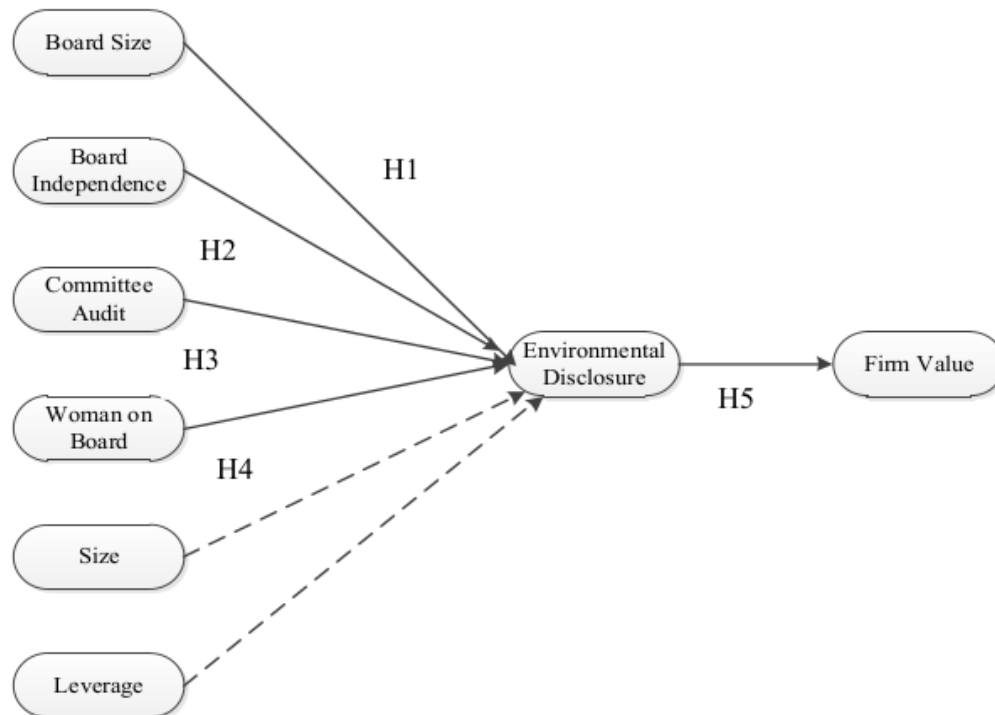 Board Size
Board
Independence
H1
H2
Committee
Audit
H3
Environmental
Disclosure
Firm Value
H5
Woman on
Board
H4
Size
Leverage